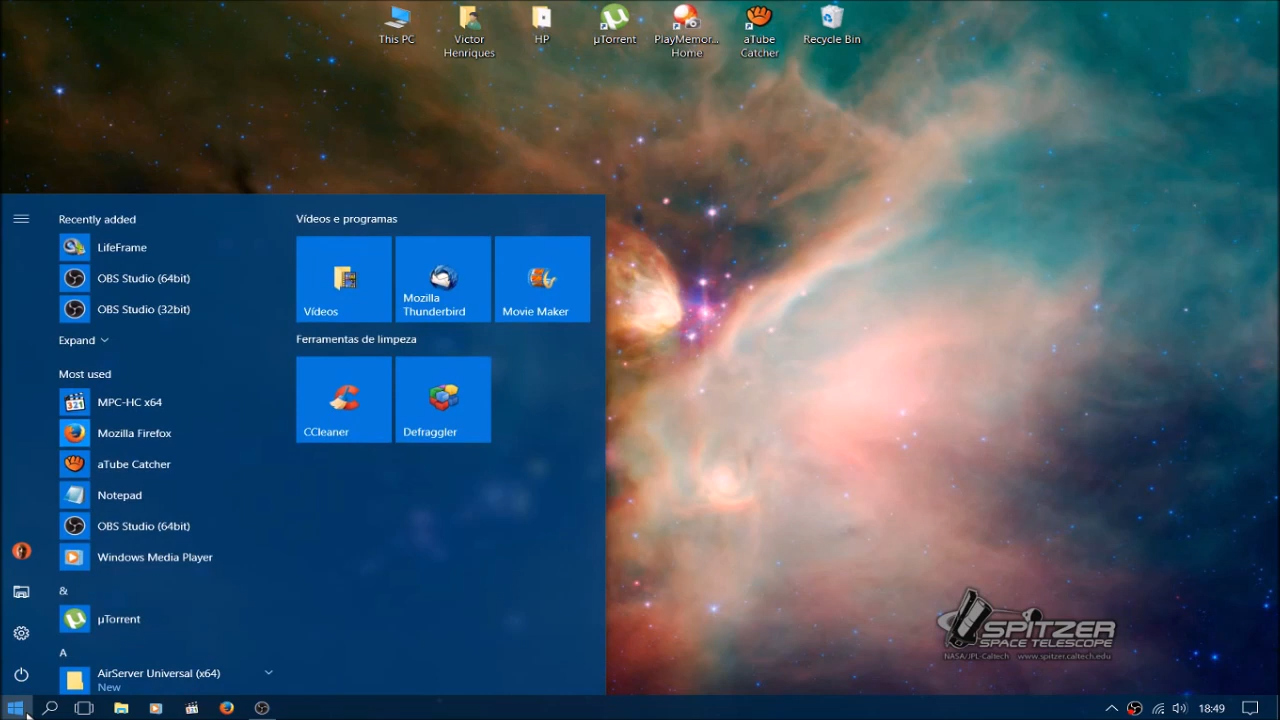 This PC
Victor
Henriques
HP
µTorrent
PlayMemor...
Home
aTube
Catcher
Recycle Bin
Recently added
LifeFrame
OBS Studio (64bit)
OBS Studio (32bit)
Expand
Most used
MPC-HC x64
Mozilla Firefox
aTube Catcher
Notepad
OBS Studio (64bit)
Windows Media Player
&
µTorrent
A
AirServer Universal (x64)
New
Vídeos e programas
Vídeos
Mozilla
Thunderbird
Movie Maker
Ferramentas de limpeza
CCleaner
Defraggler
SPITZER
SPACE TELESCOPE
NASA/JPL-Caltech www.spitzer.caltech.edu
321
18:49